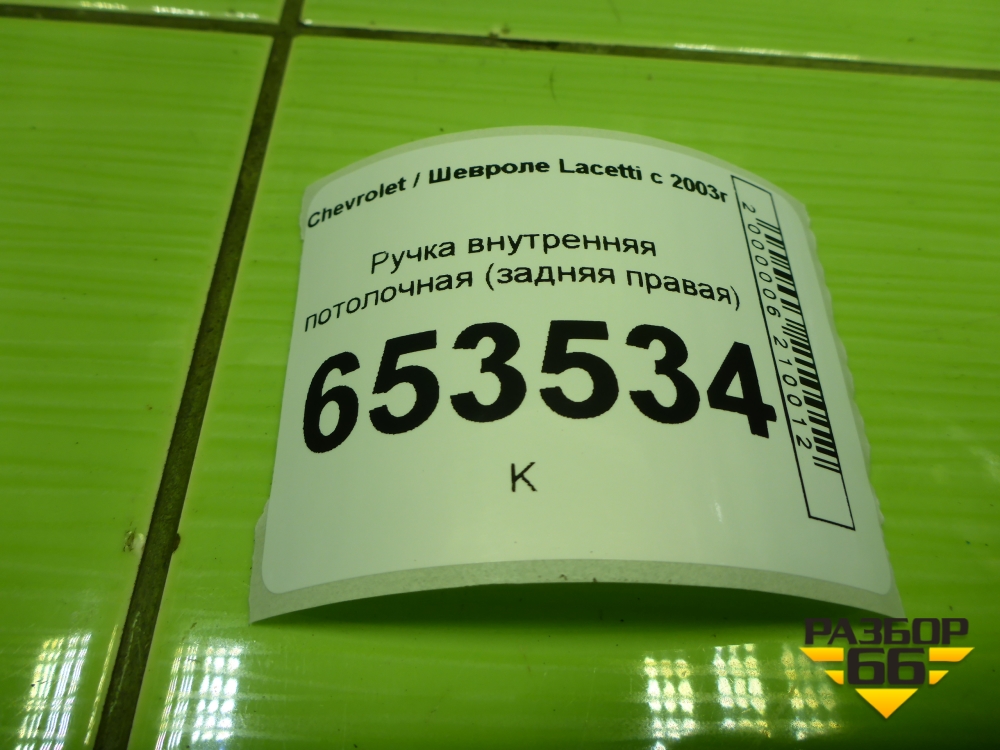 Chevrolet / Шевроле Lacetti с 2003г
Ручка внутренняя
потолочная (задняя правая)
653534
К
2000006210012
РАЗБОР
66